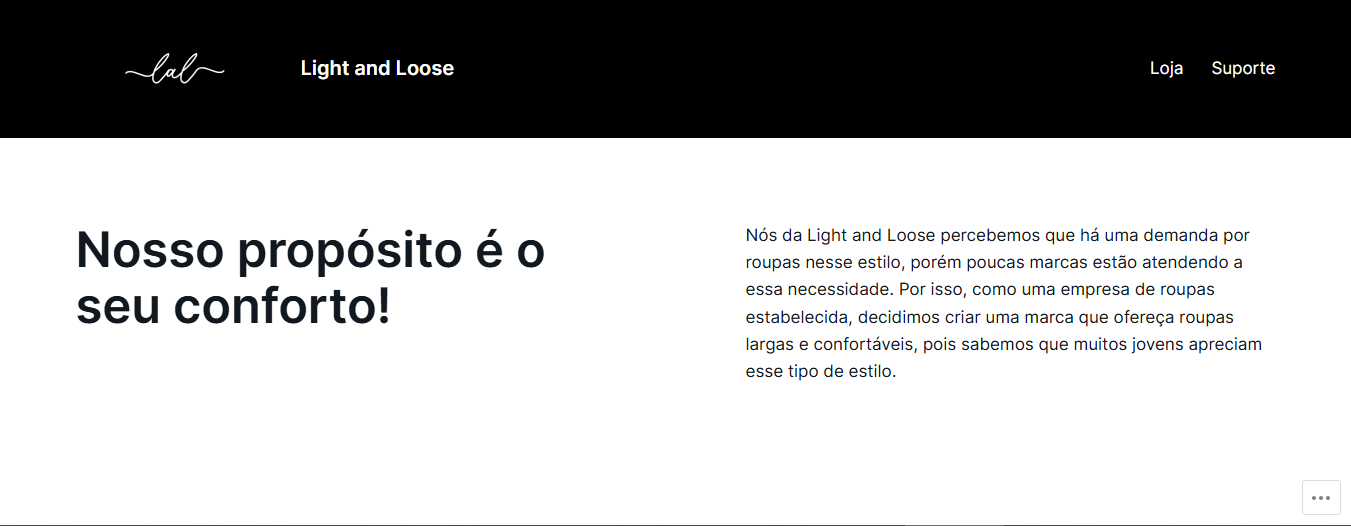 lal
Light and Loose
Loja
Suporte
Nosso propósito é o
seu conforto!
Nós da Light and Loose percebemos que há uma demanda por
roupas nesse estilo, porém poucas marcas estão atendendo a
essa necessidade. Por isso, como uma empresa de roupas
estabelecida, decidimos criar uma marca que ofereça roupas
largas e confortáveis, pois sabemos que muitos jovens apreciam
esse tipo de estilo.